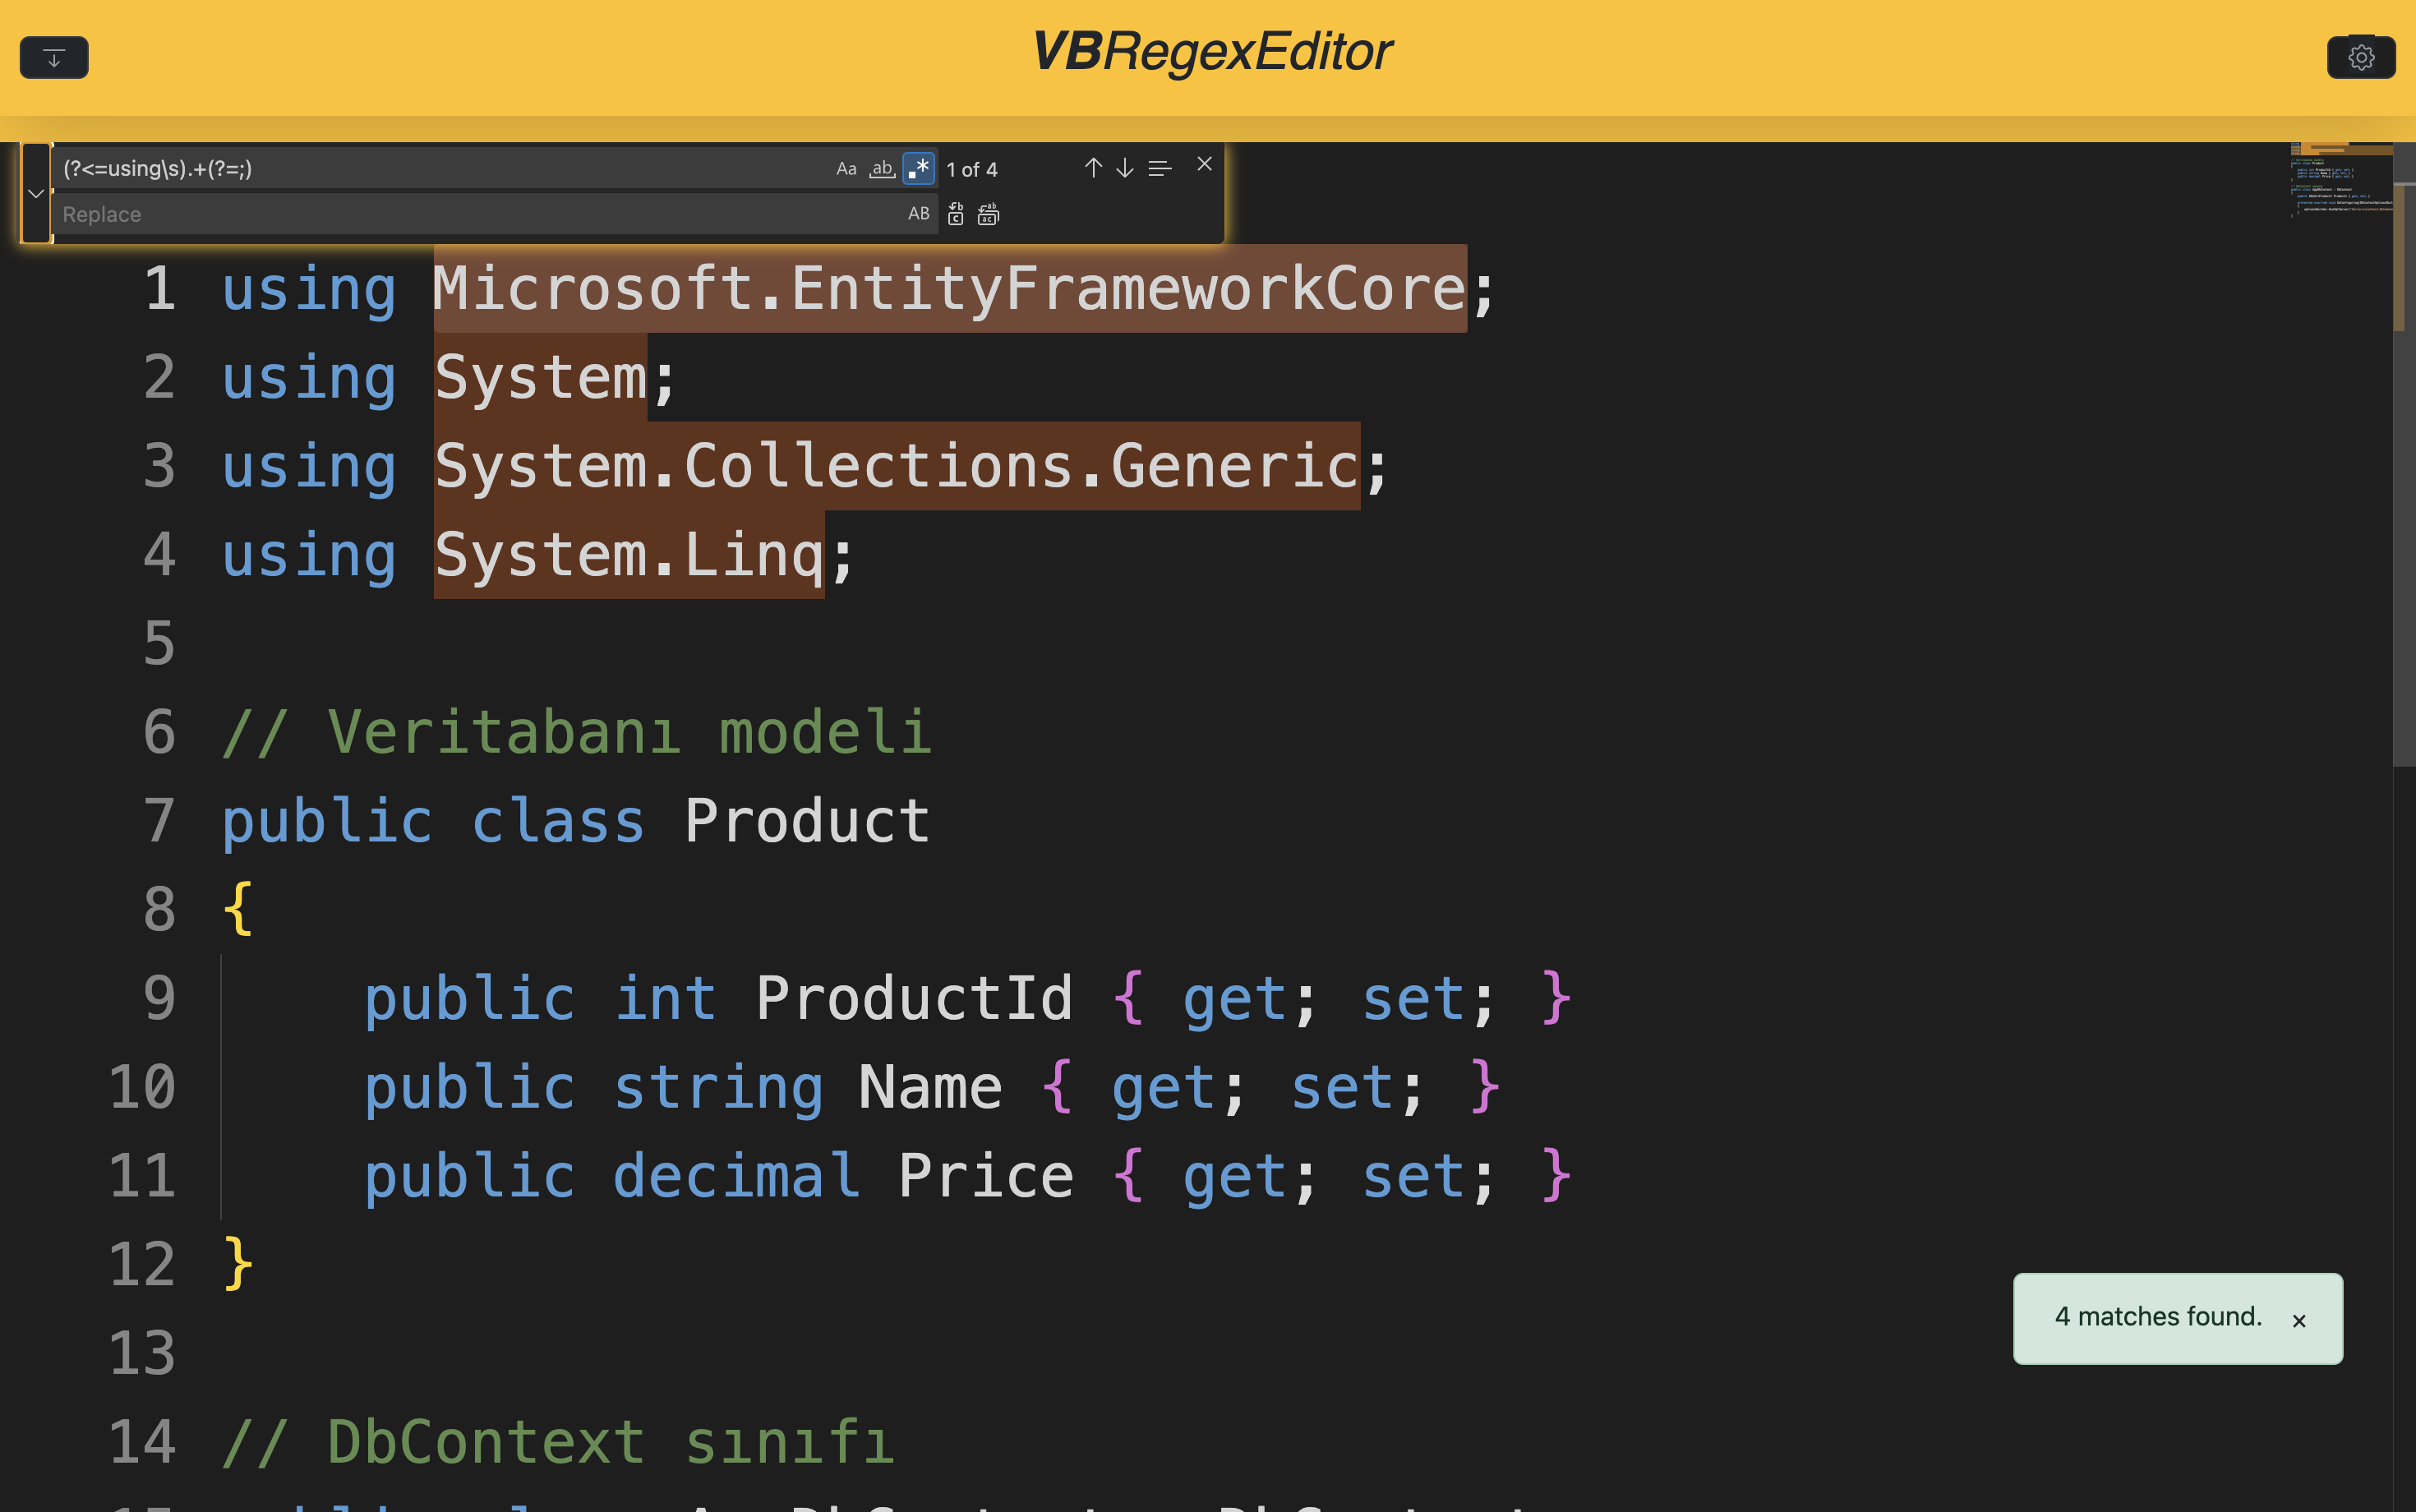 VBRegexEditor
(?<=using\s).+(?=;)
Aa
ab
.*
1 of 4
Replace
AB
1 using Microsoft.EntityFrameworkCore;
2 using System;
3 using System.Collections.Generic;
4 using System.Linq;
5
6 // Veritabanı modeli
7 public class Product
8 {
9 public int ProductId { get; set; }
10 public string Name { get; set; }
11 public decimal Price { get; set; }
12 }
13
14 // DbContext sınıfı
4 matches found. ×